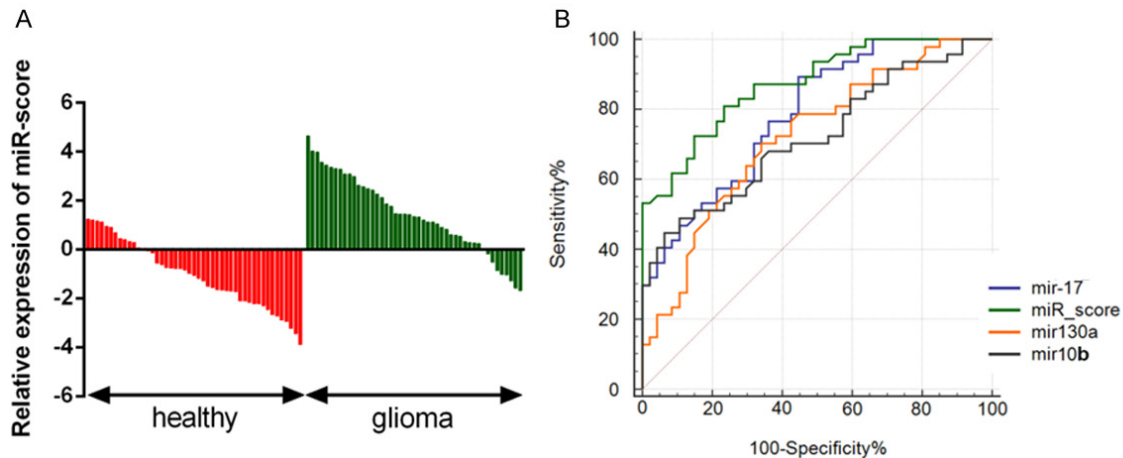 A
Relative expression of miR-score
6
4
2
0
-2
-4
-6
healthy
glioma
B
Sensitivity%
100
80
60
40
20
0
0 20 40 60 80 100
100-Specificity%
mir-17
miR_score
mir130a
mir10b